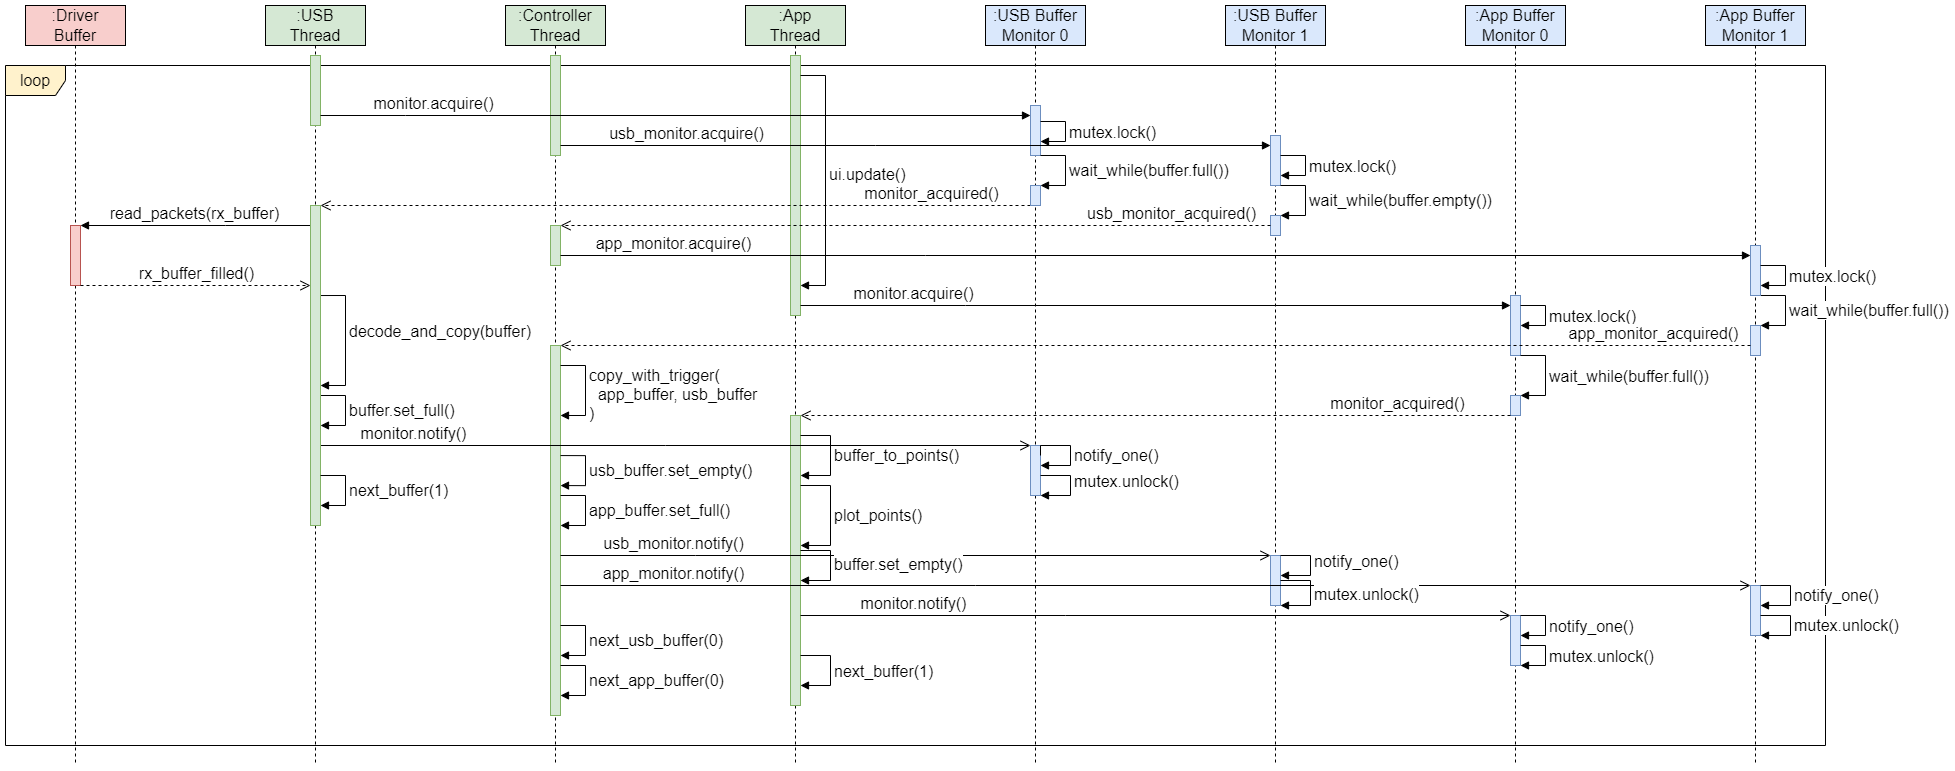 :Driver
Buffer
:USB
Thread
:Controller
Thread
:App
Thread
:USB Buffer
Monitor 0
:USB Buffer
Monitor 1
:App Buffer
Monitor 0
:App Buffer
Monitor 1
loop
monitor.acquire()
usb_monitor.acquire()
mutex.lock()
mutex.lock()
ui.update()
wait_while(buffer.full())
monitor_acquired()
wait_while(buffer.empty())
read_packets(rx_buffer)
usb_monitor_acquired()
app_monitor.acquire()
rx_buffer_filled()
mutex.lock()
monitor.acquire()
wait_while(buffer.full())
mutex.lock()
app_monitor_acquired()
decode_and_copy(buffer)
copy_with_trigger(
app_buffer, usb_buffer
)
wait_while(buffer.full())
monitor_acquired()
buffer.set_full()
monitor.notify()
buffer_to_points()
notify_one()
usb_buffer.set_empty()
mutex.unlock()
next_buffer(1)
app_buffer.set_full()
plot_points()
usb_monitor.notify()
buffer.set_empty()
notify_one()
app_monitor.notify()
mutex.unlock()
notify_one()
monitor.notify()
notify_one()
mutex.unlock()
next_usb_buffer(0)
mutex.unlock()
next_app_buffer(0)
next_buffer(1)